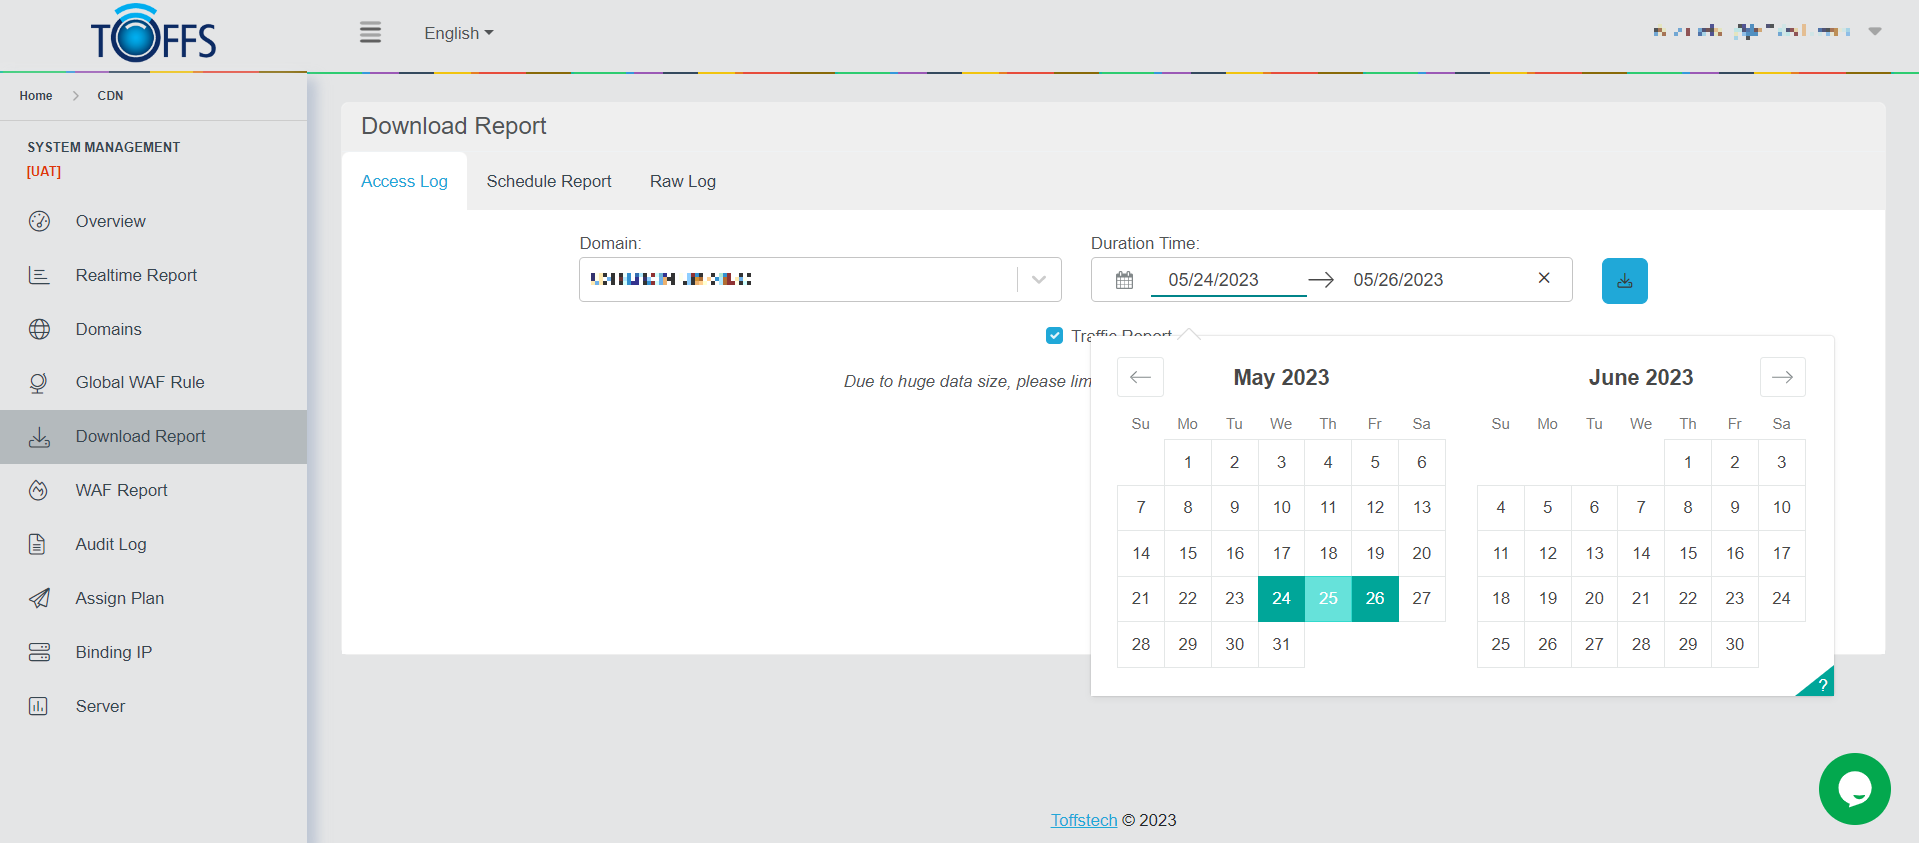 TOFFS
English
Home > CDN
SYSTEM MANAGEMENT
[UAT]
Overview
Realtime Report
Domains
Global WAF Rule
Download Report
WAF Report
Audit Log
Assign Plan
Binding IP
Server
Download Report
Access Log Schedule Report Raw Log
Domain:
Duration Time:
05/24/2023 → 05/26/2023 ×
Traffic Report
Due to huge data size, please lim
May 2023
Su Mo Tu We Th Fr Sa
1 2 3 4 5 6
7 8 9 10 11 12 13
14 15 16 17 18 19 20
21 22 23 24 25 26 27
28 29 30 31
June 2023
Su Mo Tu We Th Fr Sa
1 2 3
4 5 6 7 8 9 10
11 12 13 14 15 16 17
18 19 20 21 22 23 24
25 26 27 28 29 30
?
Toffstech © 2023